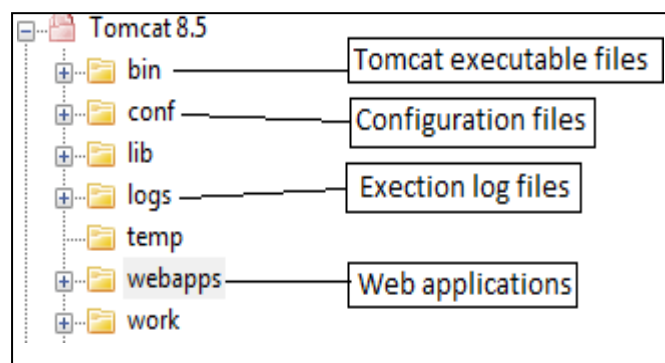 Tomcat 8.5
bin
Tomcat executable files
conf
Configuration files
lib
logs
Exection log files
temp
webapps
Web applications
work